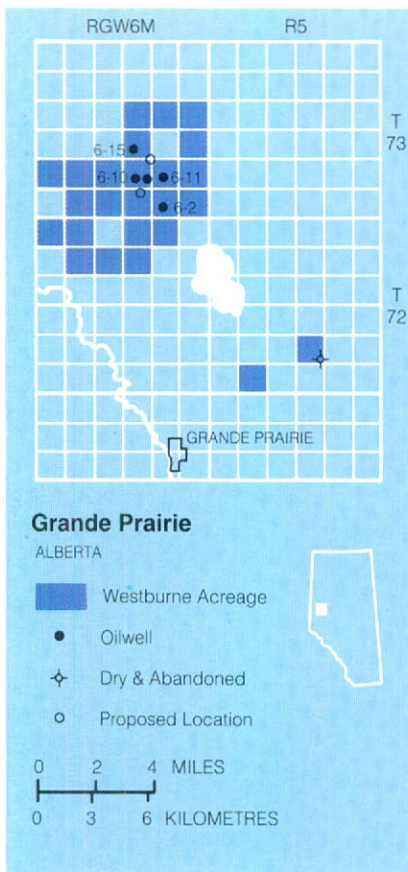 RGW6M R5
T
73
6-15
6-10 6-11
6-2
T
72
GRANDE PRAIRIE
Grande Prairie
ALBERTA
Westburne Acreage
Oilwell
Dry & Abandoned
Proposed Location
0 2 4 MILES
0 3 6 KILOMETRES